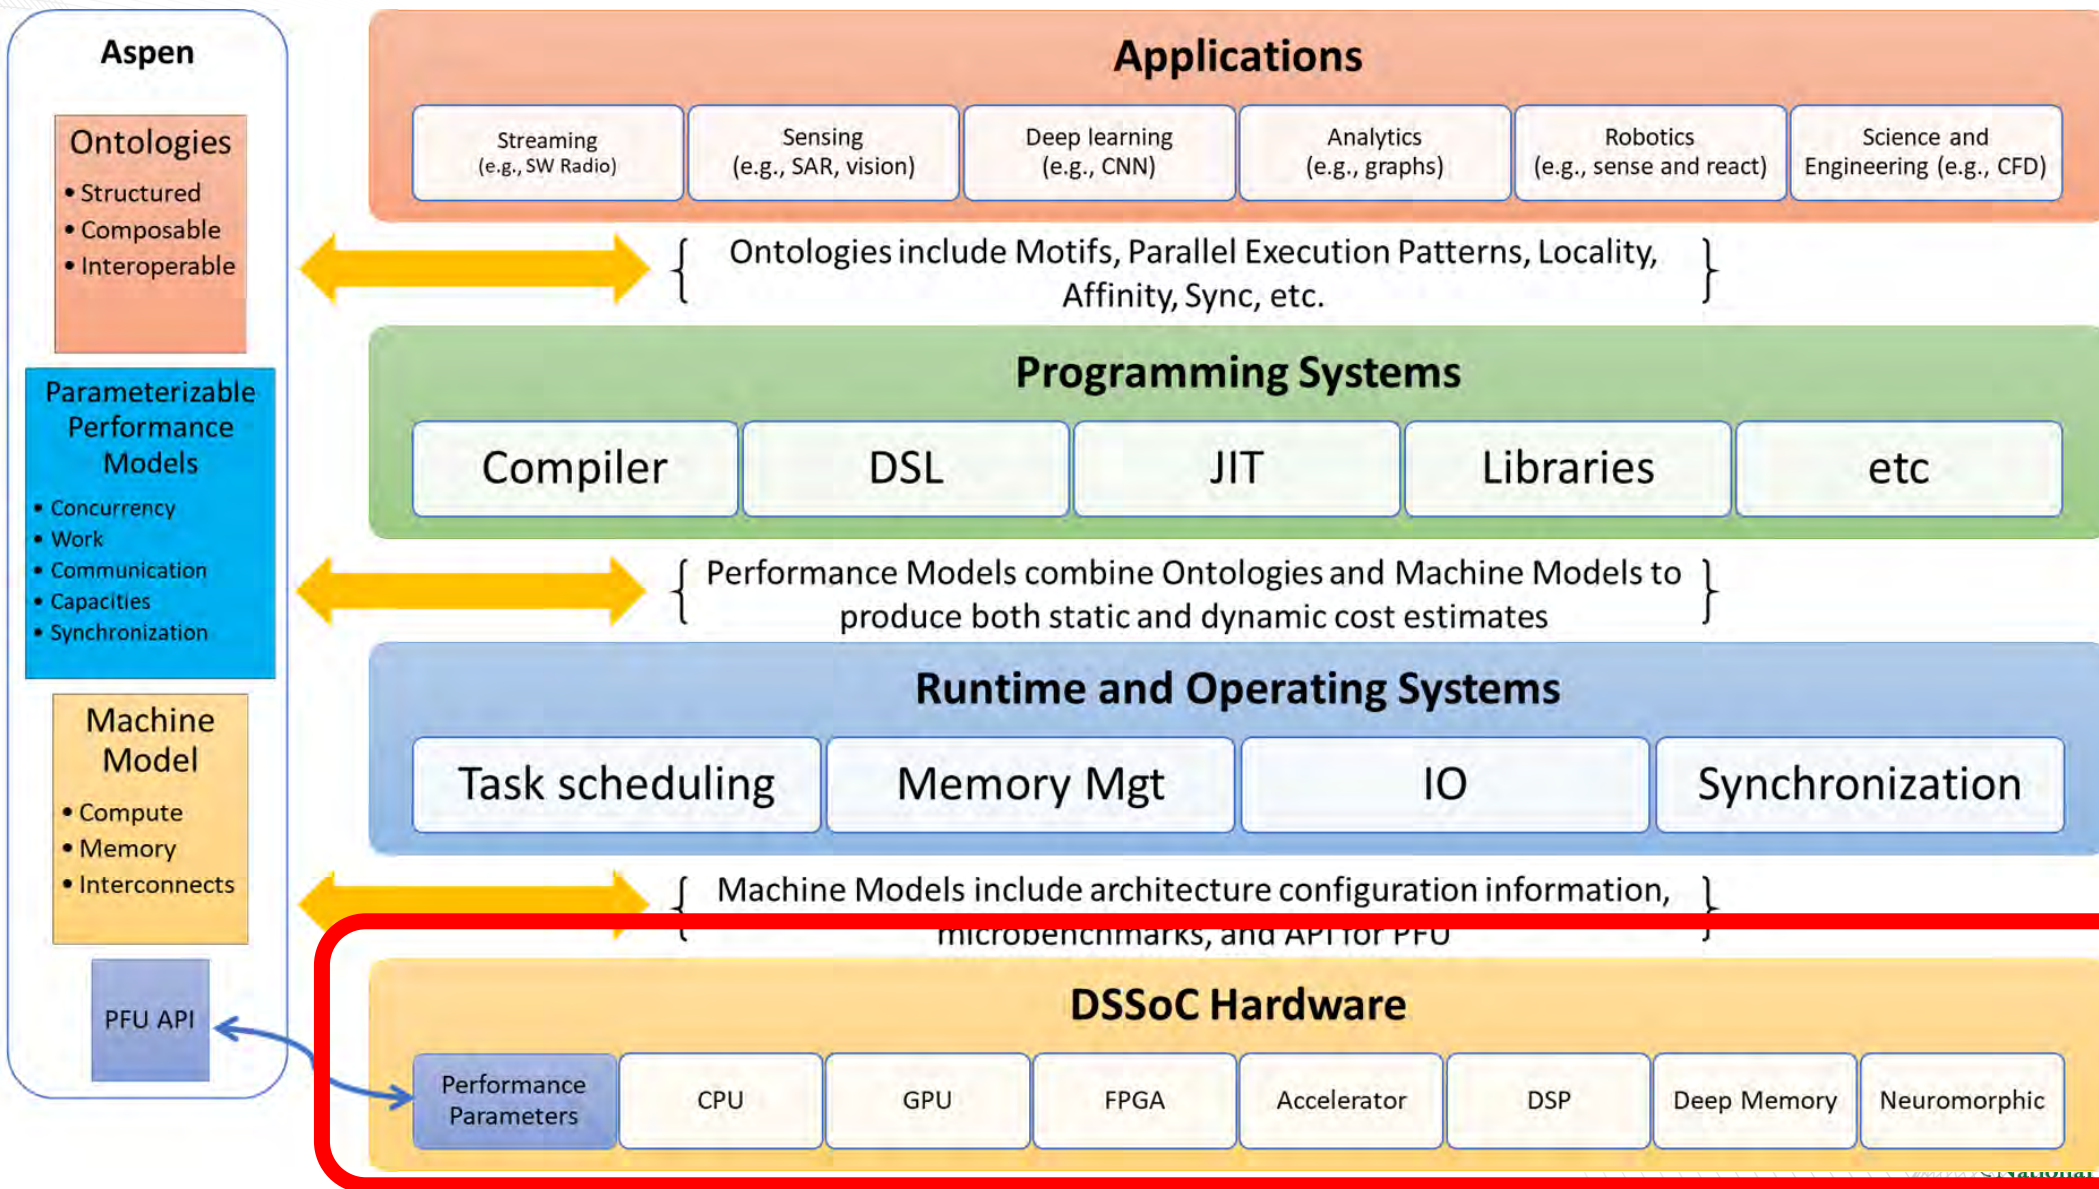 Aspen
Ontologies
• Structured
• Composable
• Interoperable
Parameterizable
Performance
Models
• Concurrency
• Work
• Communication
• Capacities
• Synchronization
Machine
Model
• Compute
• Memory
• Interconnects
PFU API
Applications
Streaming
(e.g., SW Radio)
Sensing
(e.g., SAR, vision)
Deep learning
(e.g., CNN)
Analytics
(e.g., graphs)
Robotics
(e.g., sense and react)
Science and
Engineering (e.g., CFD)
Ontologies include Motifs, Parallel Execution Patterns, Locality,
Affinity, Sync, etc.
Programming Systems
Compiler
DSL
JIT
Libraries
etc
Performance Models combine Ontologies and Machine Models to
produce both static and dynamic cost estimates
Runtime and Operating Systems
Task scheduling
Memory Mgt
IO
Synchronization
Machine Models include architecture configuration information,
microbenchmarks, and API for PFU
DSSoC Hardware
Performance
Parameters
CPU
GPU
FPGA
Accelerator
DSP
Deep Memory
Neuromorphic
National